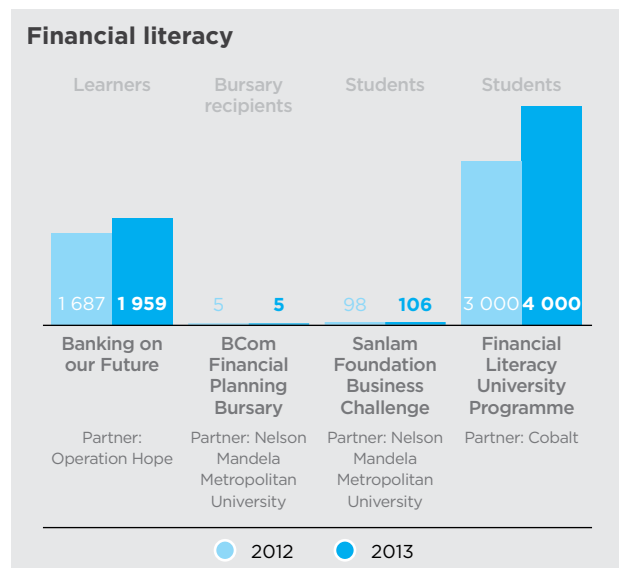 Financial literacy
Learners
Bursary
recipients
Students
Students
1 687 1 959
5 5
98 106
3 000 4 000
Banking on
our Future
BCom
Financial
Planning
Bursary
Sanlam
Foundation
Business
Challenge
Financial
Literacy
University
Programme
Partner:
Operation Hope
Partner: Nelson
Mandela
Metropolitan
University
Partner: Nelson
Mandela
Metropolitan
University
Partner: Cobalt
2012 2013